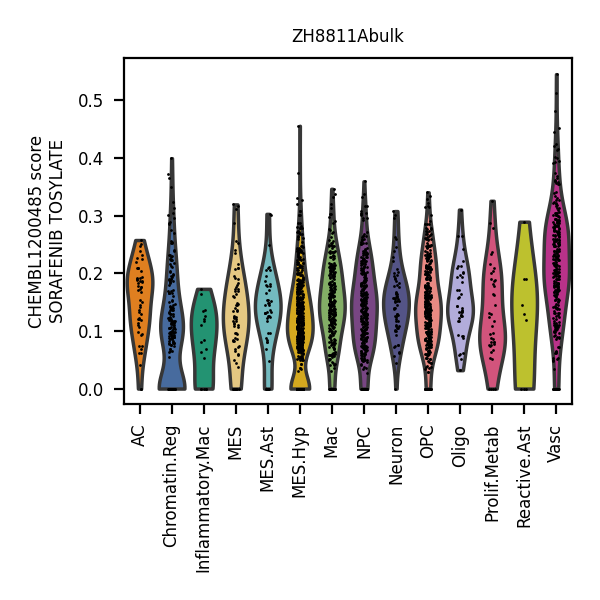 ZH8811Abulk
CHEMBL1200485 score
SORAFENIB TOSYLATE
0.5
0.4
0.3
0.2
0.1
0.0
AC
Chromatin.Reg
Inflammatory.Mac
MES
MES.Ast
MES.Hyp
Mac
NPC
Neuron
OPC
Oligo
Prolif.Metab
Reactive.Ast
Vasc